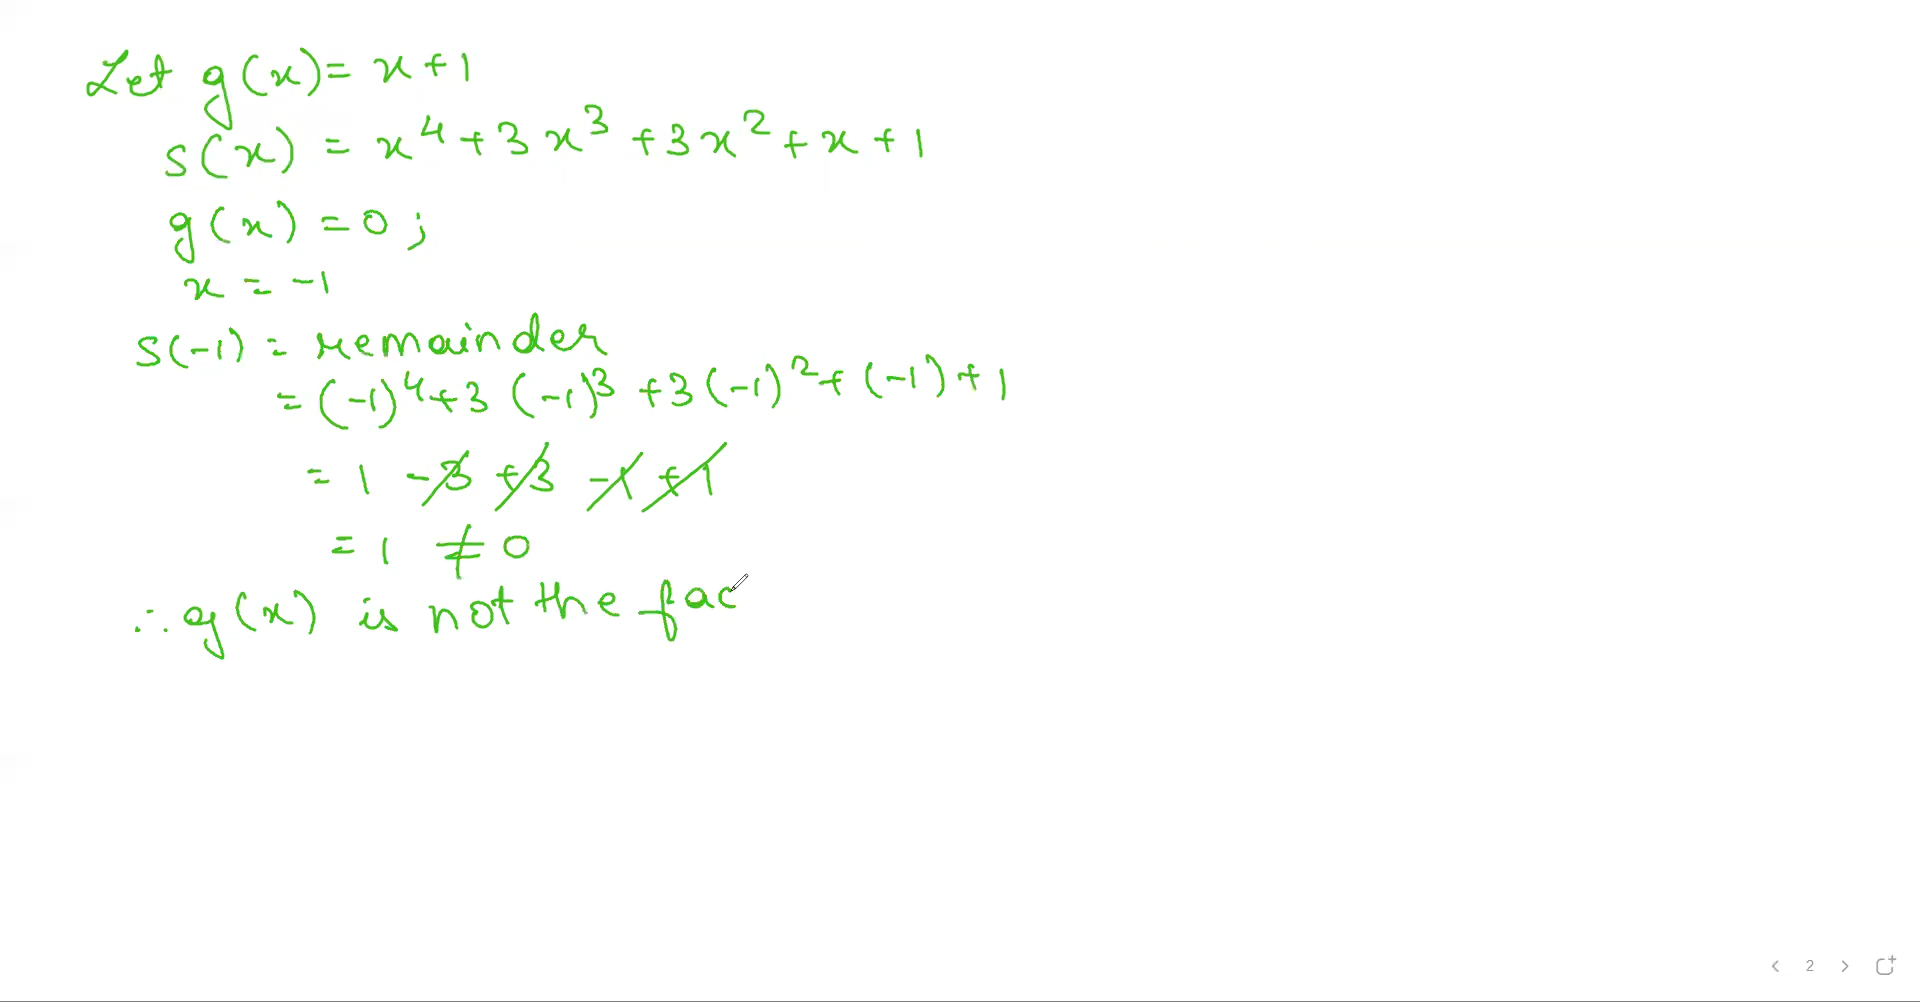 Let g(x) = x + 1
s(x) = x⁴ + 3x³ + 3x² + x + 1
g(x) = 0 ;
x = -1
s(-1) = remainder
= (-1)⁴ + 3(-1)³ + 3(-1)² + (-1) + 1
= 1 - 3 + 3 - 1 + 1
= 1 ≠ 0
∴ g(x) is not the fac
2